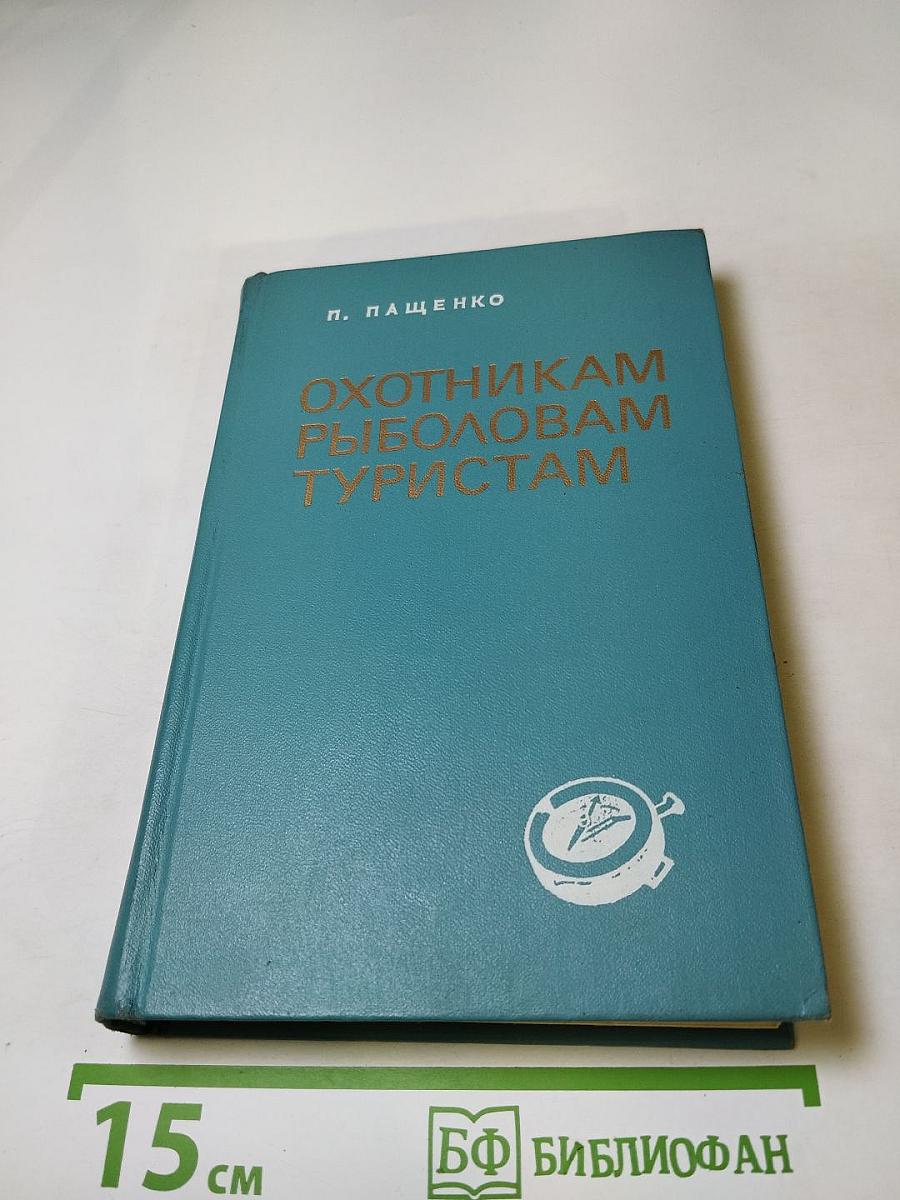 П. ПАЩЕНКО
ОХОТНИКАМ
РЫБОЛОВАМ
ТУРИСТАМ
15 см
БФ БИБЛИОФАН